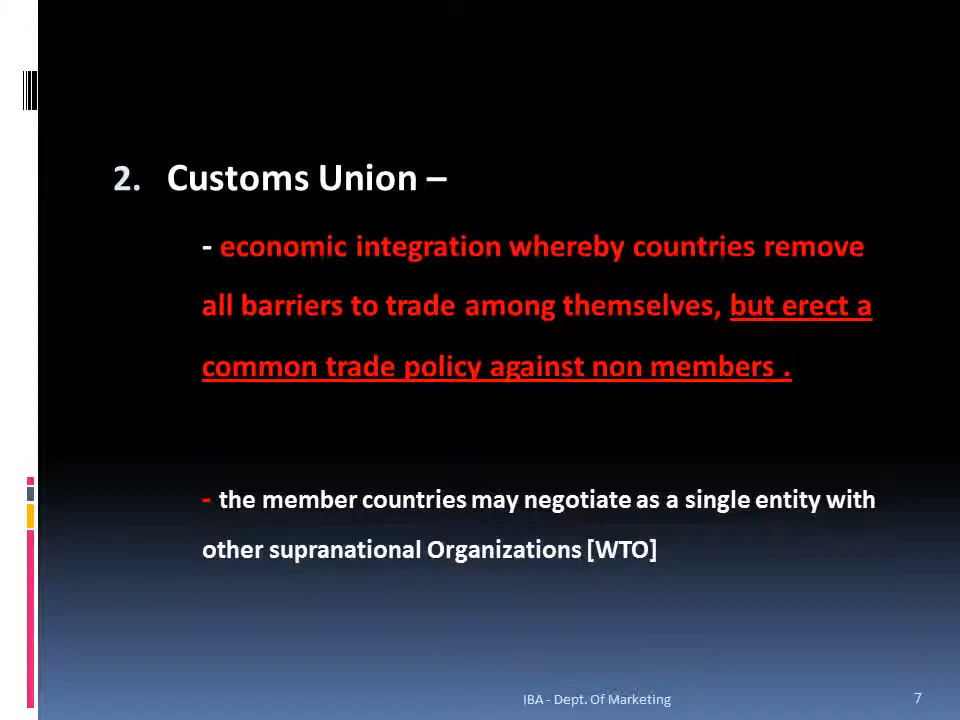 2. Customs Union –
- economic integration whereby countries remove
all barriers to trade among themselves, but erect a
common trade policy against non members .
- the member countries may negotiate as a single entity with
other supranational Organizations [WTO]
IBA - Dept. Of Marketing
7